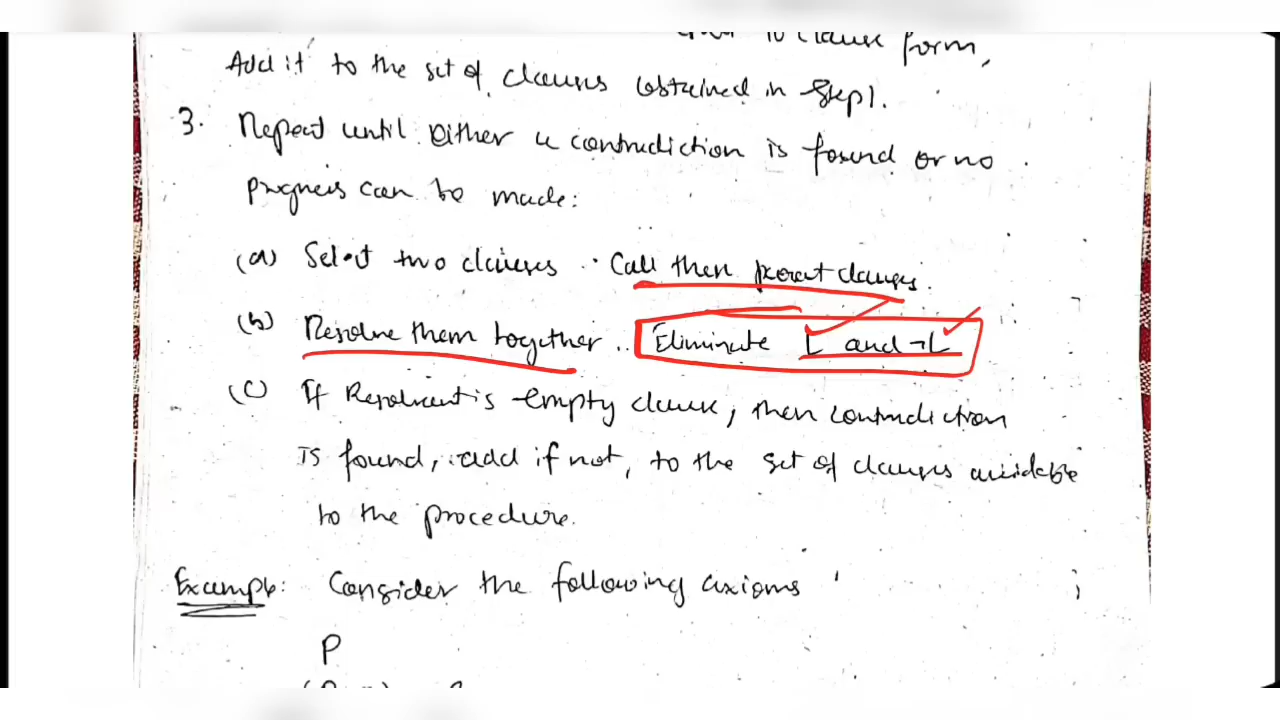 to clause form,
Add it to the set of clauses obtained in Step1.
3. Repeat until either a contradiction is found or no
progress can be made:
(a) Select two clauses. Call them parent clauses.
(b) Resolve them together.. Eliminate L and ¬L
(c) If Resolvent is empty clause, then contradiction
is found, add if not, to the set of clauses available
to the procedure.
Example: Consider the following axioms
P